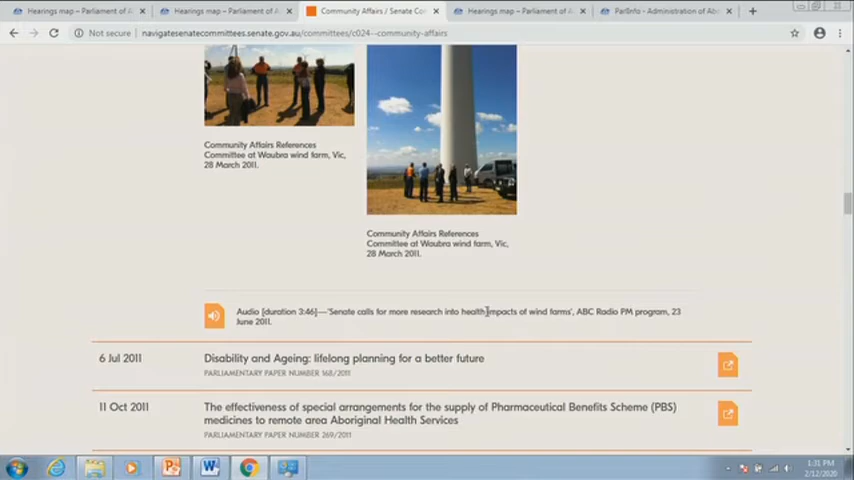 Hearings map – Parliament of A
Hearings map – Parliament of A
Community Affairs / Senate Co
Hearings map – Parliament of A
ParlInfo - Administration of Ab
Not secure
navigatesenatecommittees.senate.gov.au/committees/c024--community-affairs
Community Affairs References
Committee at Waubra wind farm, Vic,
28 March 2011.
Community Affairs References
Committee at Waubra wind farm, Vic,
28 March 2011.
Audio [duration 3:46]—'Senate calls for more research into health impacts of wind farms', ABC Radio PM program, 23
June 2011.
6 Jul 2011
Disability and Ageing: lifelong planning for a better future
PARLIAMENTARY PAPER NUMBER 168/2011
11 Oct 2011
The effectiveness of special arrangements for the supply of Pharmaceutical Benefits Scheme (PBS)
medicines to remote area Aboriginal Health Services
PARLIAMENTARY PAPER NUMBER 269/2011
1:31 PM
2/12/2020